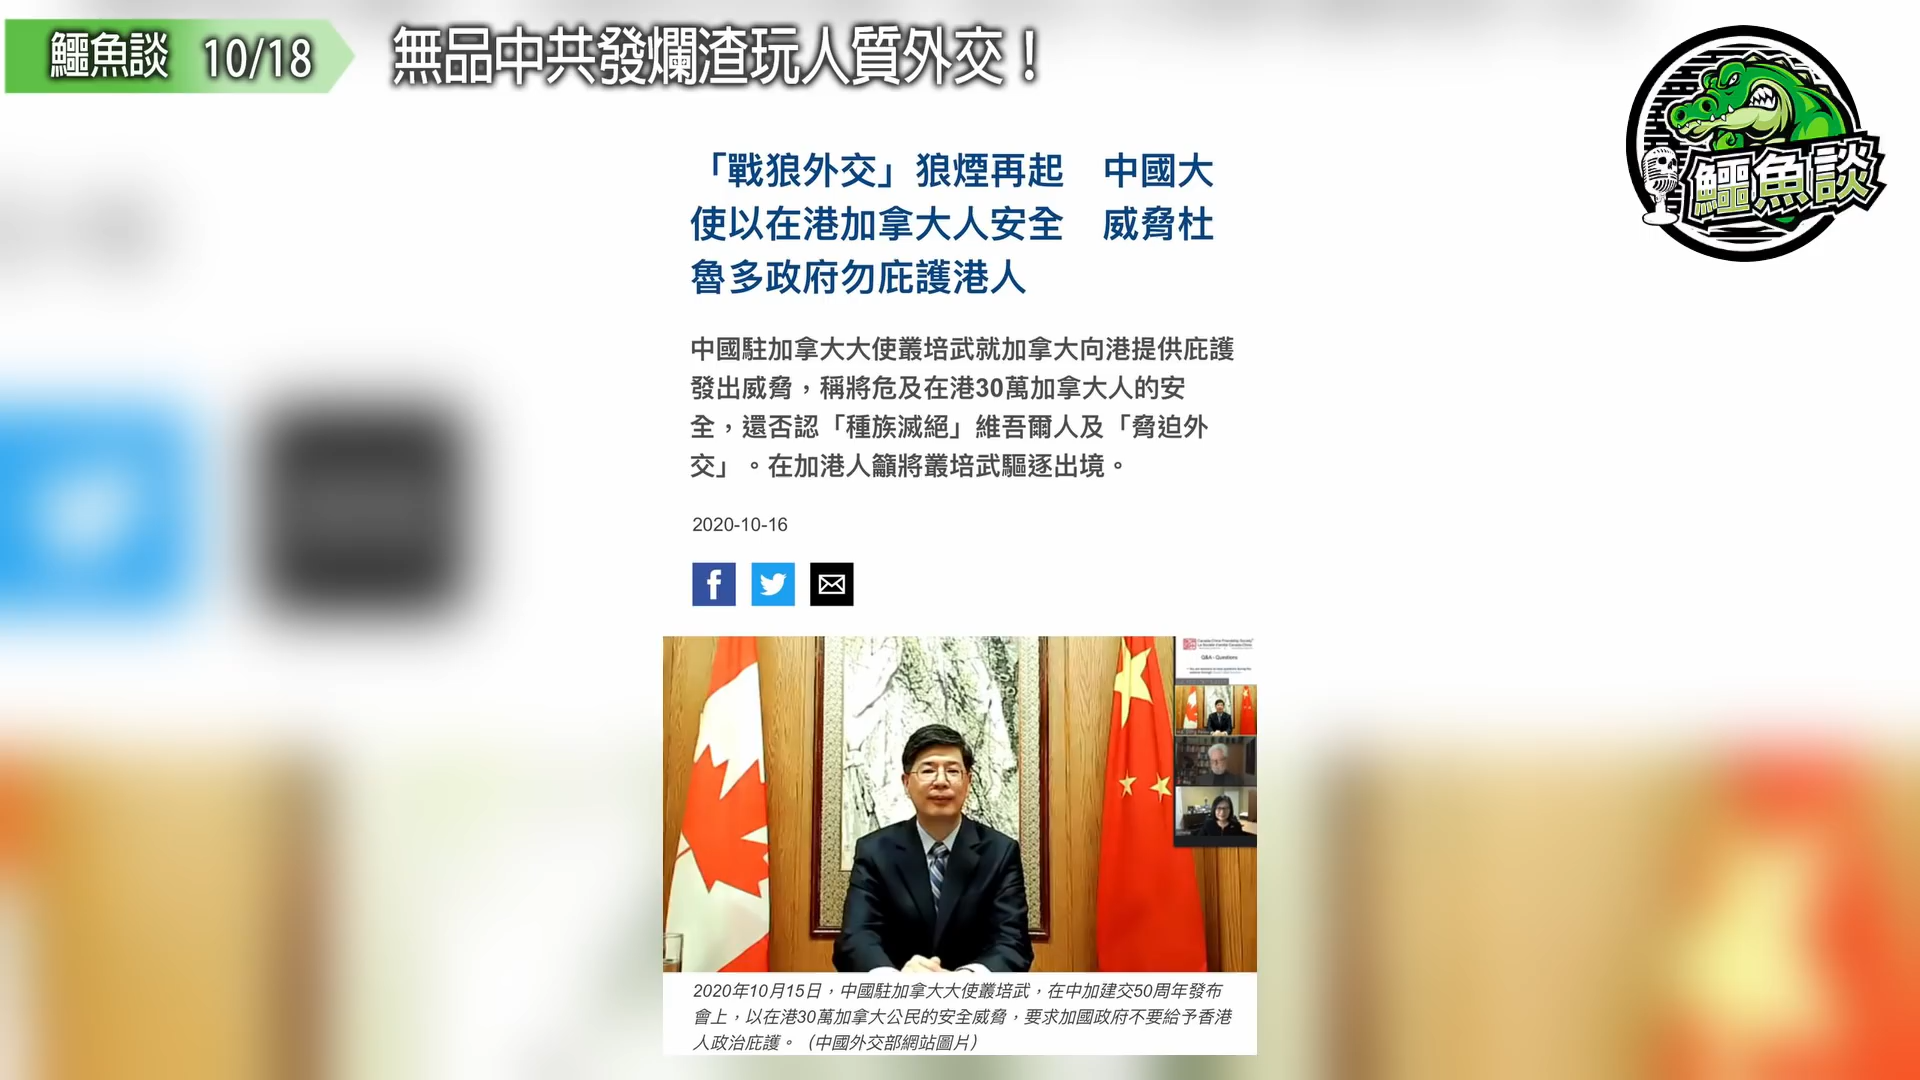 鱷魚談 10/18 無品中共發爛渣玩人質外交！
鱷魚談
「戰狼外交」狼煙再起　中國大
使以在港加拿大人安全　威脅杜
魯多政府勿庇護港人
中國駐加拿大大使叢培武就加拿大向港提供庇護
發出威脅，稱將危及在港30萬加拿大人的安
全，還否認「種族滅絕」維吾爾人及「脅迫外
交」。在加港人籲將叢培武驅逐出境。
2020-10-16
Q&A - Questions
2020年10月15日，中國駐加拿大大使叢培武，在中加建交50周年發布
會上，以在港30萬加拿大公民的安全威脅，要求加國政府不要給予香港
人政治庇護。（中國外交部網站圖片）